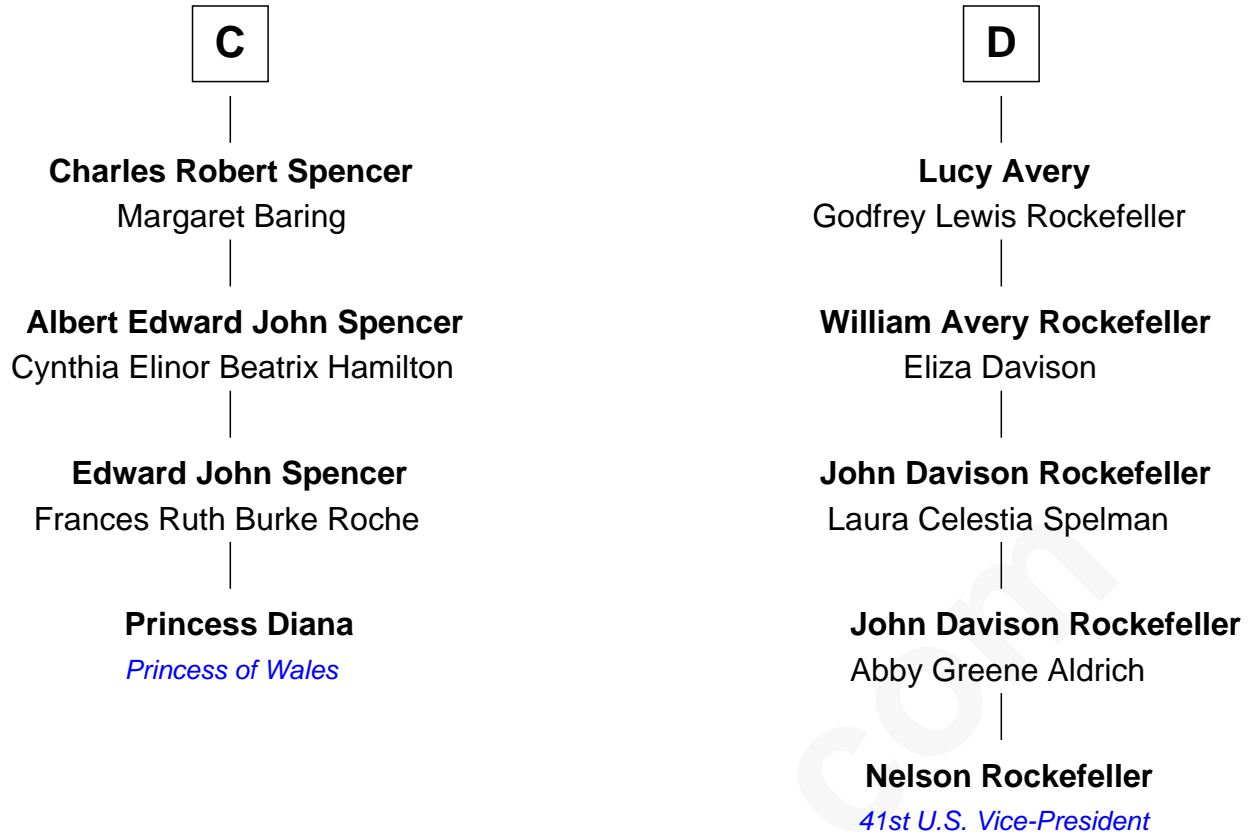 C
Charles Robert Spencer
Margaret Baring
Albert Edward John Spencer
Cynthia Elinor Beatrix Hamilton
Edward John Spencer
Frances Ruth Burke Roche
Princess Diana
Princess of Wales
D
Lucy Avery
Godfrey Lewis Rockefeller
William Avery Rockefeller
Eliza Davison
John Davison Rockefeller
Laura Celestia Spelman
John Davison Rockefeller
Abby Greene Aldrich
Nelson Rockefeller
41st U.S. Vice-President
com